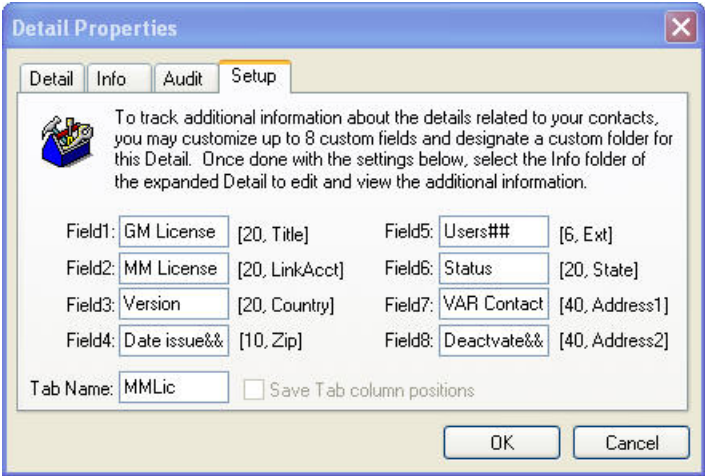 Detail Properties
Detail Info Audit Setup
To track additional information about the details related to your contacts,
you may customize up to 8 custom fields and designate a custom folder for
this Detail. Once done with the settings below, select the Info folder of
the expanded Detail to edit and view the additional information.
Field1: GM License [20, Title] Field5: Users## [6, Ext]
Field2: MM License [20, LinkAcct] Field6: Status [20, State]
Field3: Version [20, Country] Field7: VAR Contact [40, Address1]
Field4: Date issue&& [10, Zip] Field8: Deactvate&& [40, Address2]
Tab Name: MMLic Save Tab column positions
OK Cancel